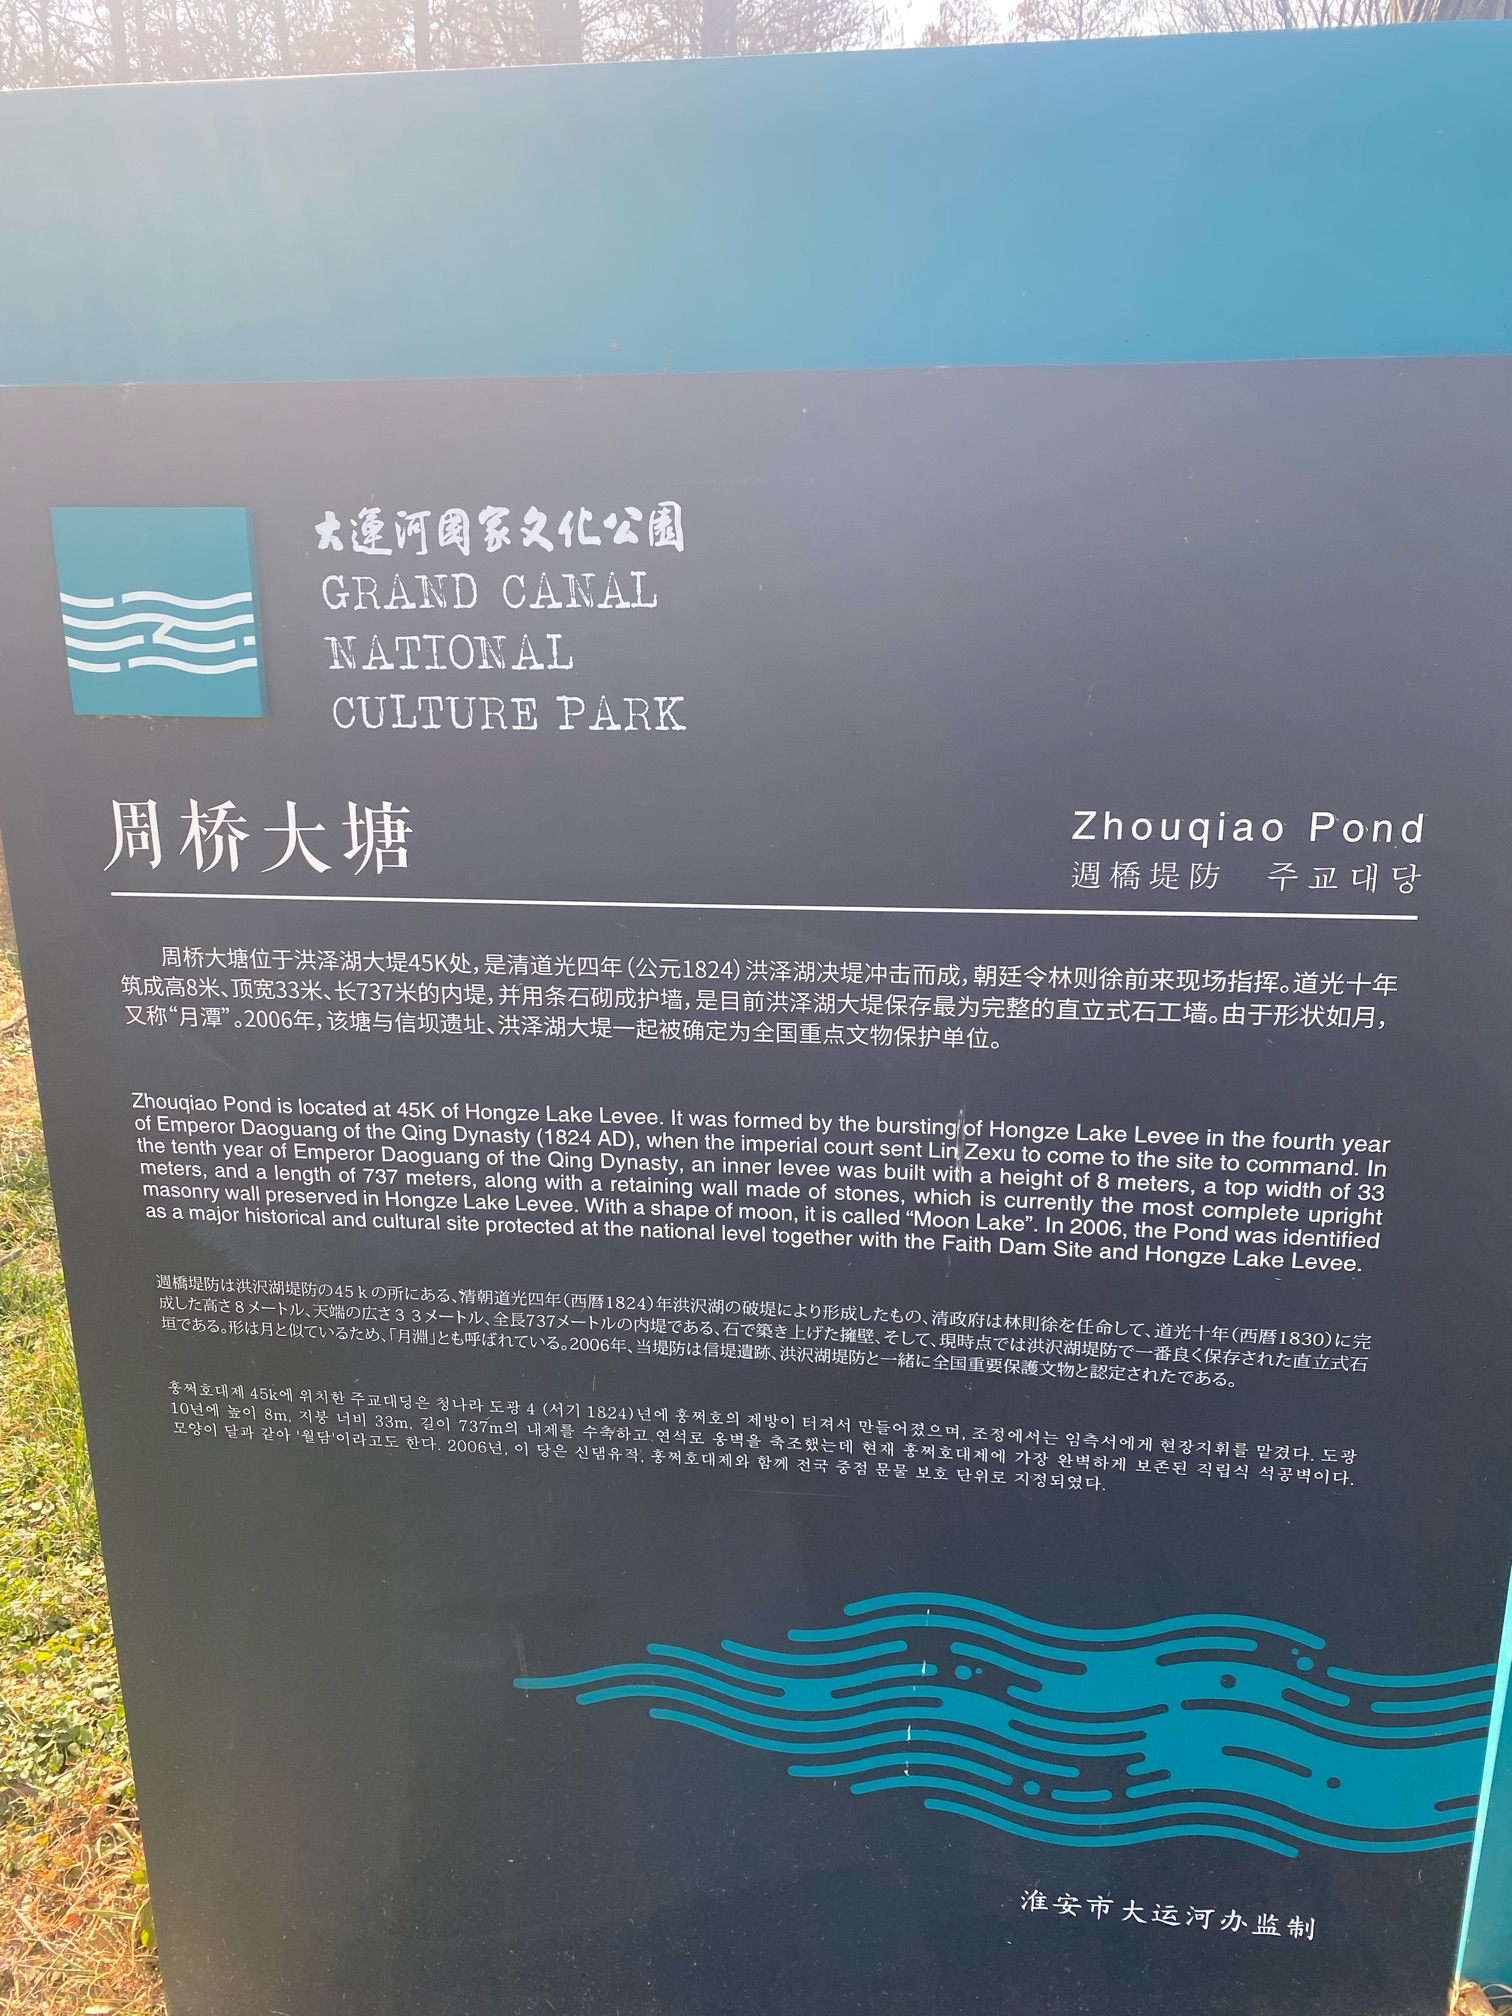 大運河國家文化公園
GRAND CANAL
NATIONAL
CULTURE PARK
周桥大塘
Zhouqiao Pond
週橋堤防 주교대당
周桥大塘位于洪泽湖大堤45K处，是清道光四年（公元1824）洪泽湖决堤冲击而成，朝廷令林则徐前来现场指挥。道光十年
筑成高8米、顶宽33米、长737米的内堤，并用条石砌成护墙，是目前洪泽湖大堤保存最为完整的直立式石工墙。由于形状如月，
又称“月潭”。2006年，该塘与信坝遗址、洪泽湖大堤一起被确定为全国重点文物保护单位。
Zhouqiao Pond is located at 45K of Hongze Lake Levee. It was formed by the bursting of Hongze Lake Levee in the fourth year
of Emperor Daoguang of the Qing Dynasty (1824 AD), when the imperial court sent Lin Zexu to come to the site to command. In
the tenth year of Emperor Daoguang of the Qing Dynasty, an inner levee was built with a height of 8 meters, a top width of 33
meters, and a length of 737 meters, along with a retaining wall made of stones, which is currently the most complete upright
masonry wall preserved in Hongze Lake Levee. With a shape of moon, it is called “Moon Lake”. In 2006, the Pond was identified
as a major historical and cultural site protected at the national level together with the Faith Dam Site and Hongze Lake Levee.
週橋堤防は洪沢湖堤防の45ｋの所にある、清朝道光四年（西暦1824）年洪沢湖の破堤により形成したもの、清政府は林則徐を任命して、道光十年（西暦1830）に完
成した高さ８メートル、天端の広さ３３メートル、全長737メートルの内堤である、石で築き上げた擁壁、そして、現時点では洪沢湖堤防で一番良く保存された直立式石
垣である。形は月と似ているため、「月淵」とも呼ばれている。2006年、当堤防は信堤遺跡、洪沢湖堤防と一緒に全国重要保護文物と認定されたである。
홍쩌호대제 45k에 위치한 주교대딩은 청나라 도광 4 (서기 1824)년에 홍쩌호의 제방이 터져서 만들어졌으며, 조정에서는 임측서에게 현장지휘를 맡겼다. 도광
10년에 높이 8m, 지붕 너비 33m, 길이 737m의 내제를 수축하고 연석로 옹벽을 축조했는데 현재 홍쩌호대제에 가장 완벽하게 보존된 직립식 석공벽이다.
모양이 달과 같아 '월담'이라고도 한다. 2006년, 이 당은 신댐유적, 홍쩌호대제와 함께 전국 중점 문물 보호 단위로 지정되였다.
淮安市大运河办监制